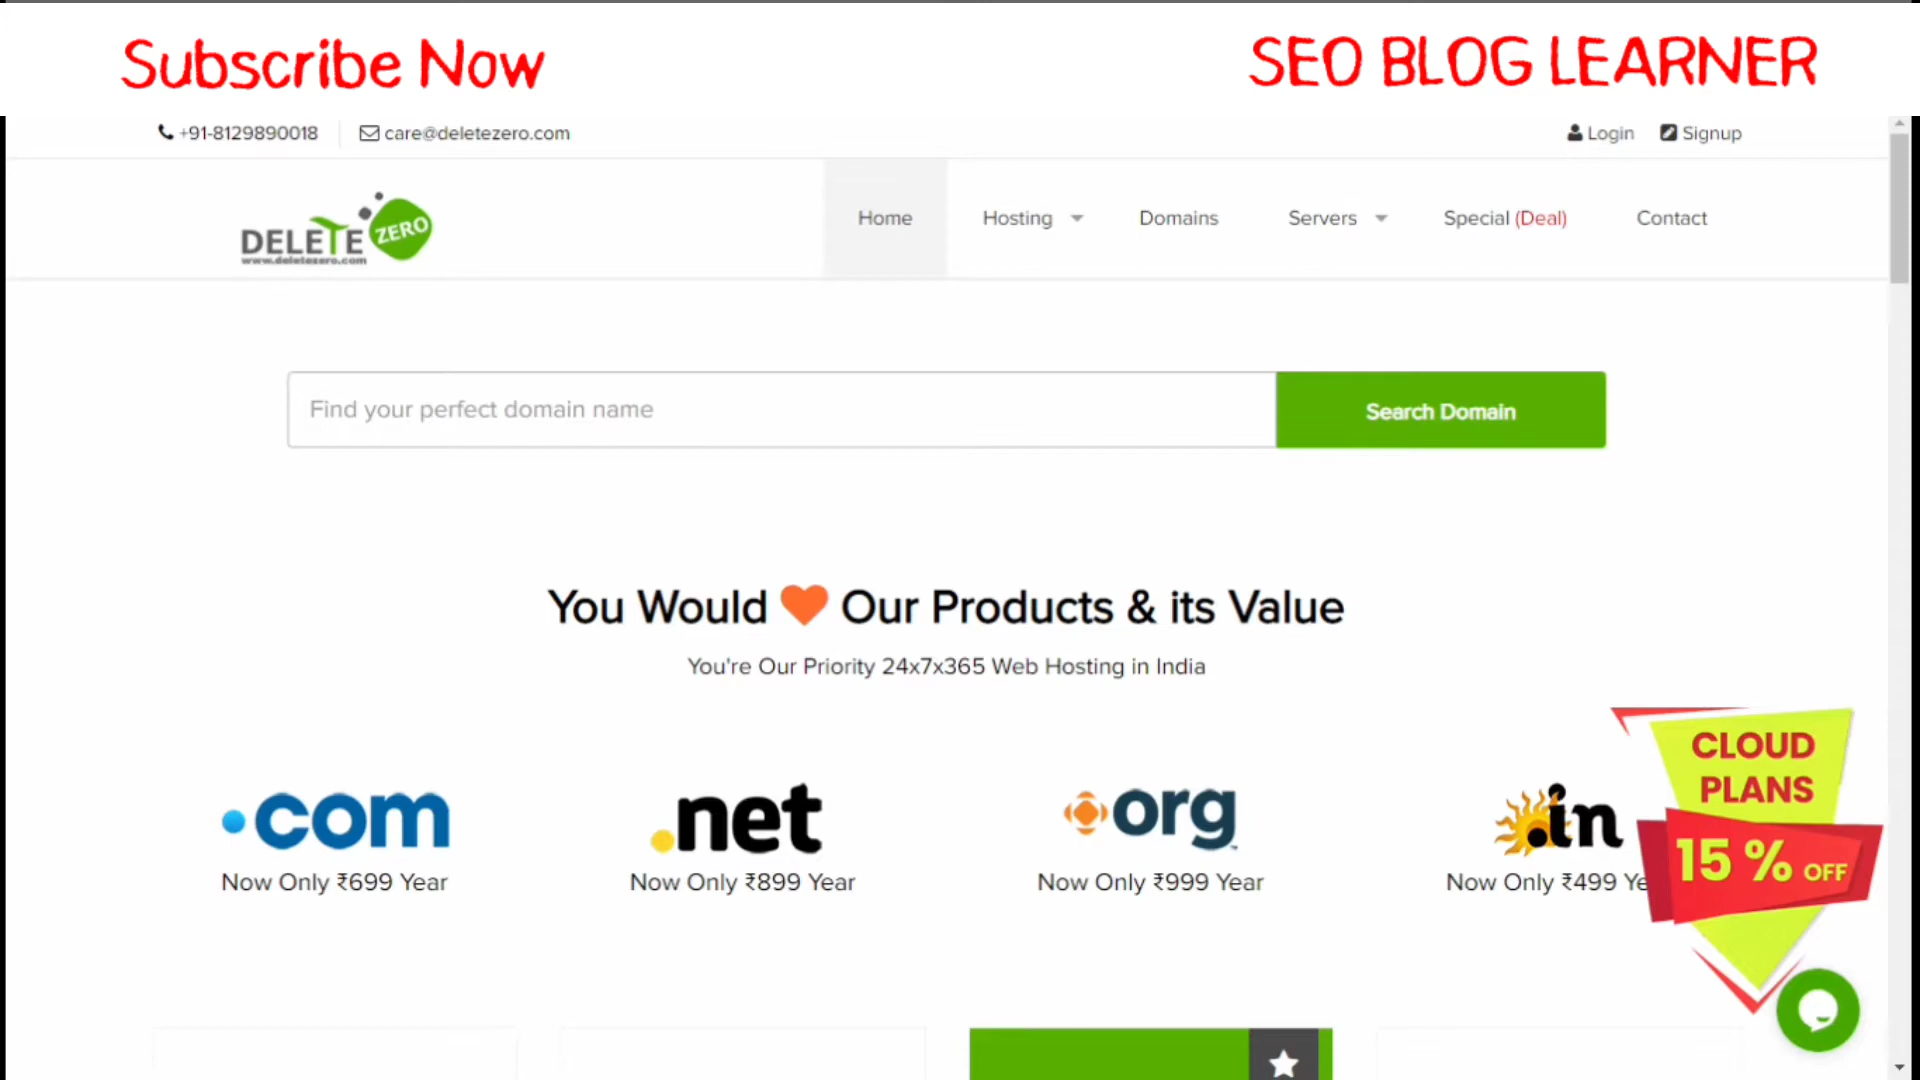 Subscribe Now
SEO BLOG LEARNER
+91-8129890018
care@deletezero.com
Login
Signup
DELETE ZERO
www.deletezero.com
Home
Hosting
Domains
Servers
Special (Deal)
Contact
Find your perfect domain name
Search Domain
You Would Our Products & its Value
You're Our Priority 24x7x365 Web Hosting in India
.com
.net
org
.in
Now Only ₹699 Year
Now Only ₹899 Year
Now Only ₹999 Year
Now Only ₹499 Ye
CLOUD
PLANS
15 % OFF